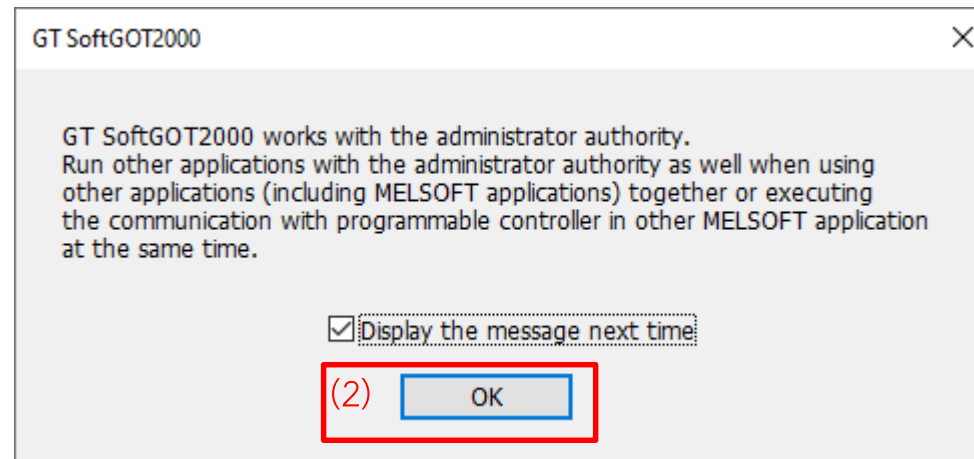 GT SoftGOT2000
GT SoftGOT2000 works with the administrator authority.
Run other applications with the administrator authority as well when using
other applications (including MELSOFT applications) together or executing
the communication with programmable controller in other MELSOFT application
at the same time.
Display the message next time
(2) OK